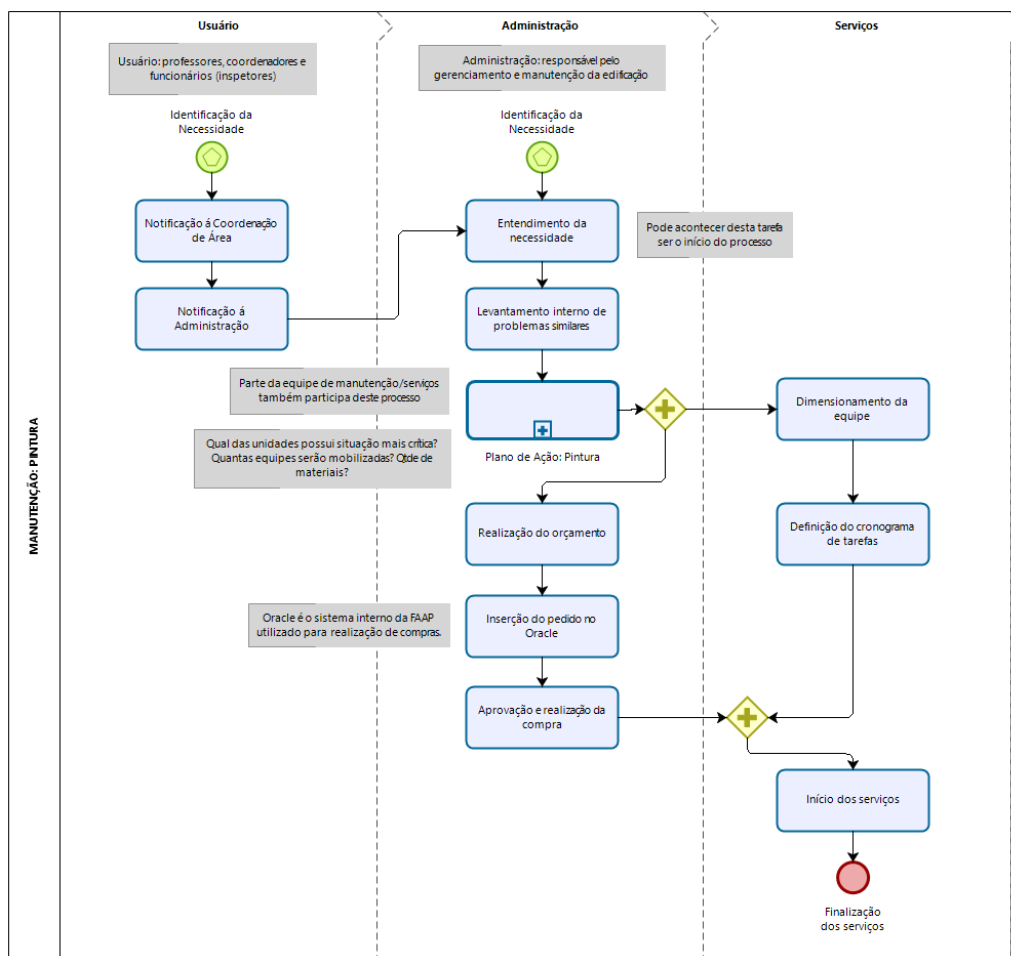 Usuário
Administração
Serviços
MANUTENÇÃO: PINTURA
Usuário: professores, coordenadores e
funcionários (inspetores)
Administração: responsável pelo
gerenciamento e manutenção da edificação
Identificação da
Necessidade
Identificação da
Necessidade
Notificação á Coordenação
de Área
Entendimento da
necessidade
Pode acontecer desta tarefa
ser o início do processo
Notificação á
Administração
Levantamento interno de
problemas similares
Parte da equipe de manutenção/serviços
também participa deste processo
Dimensionamento da
equipe
Qual das unidades possui situação mais crítica?
Quantas equipes serão mobilizadas? Qtde de
materiais?
Plano de Ação: Pintura
Realização do orçamento
Definição do cronograma
de tarefas
Oracle é o sistema interno da FAAP
utilizado para realização de compras.
Inserção do pedido no
Oracle
Aprovação e realização da
compra
Início dos serviços
Finalização
dos serviços